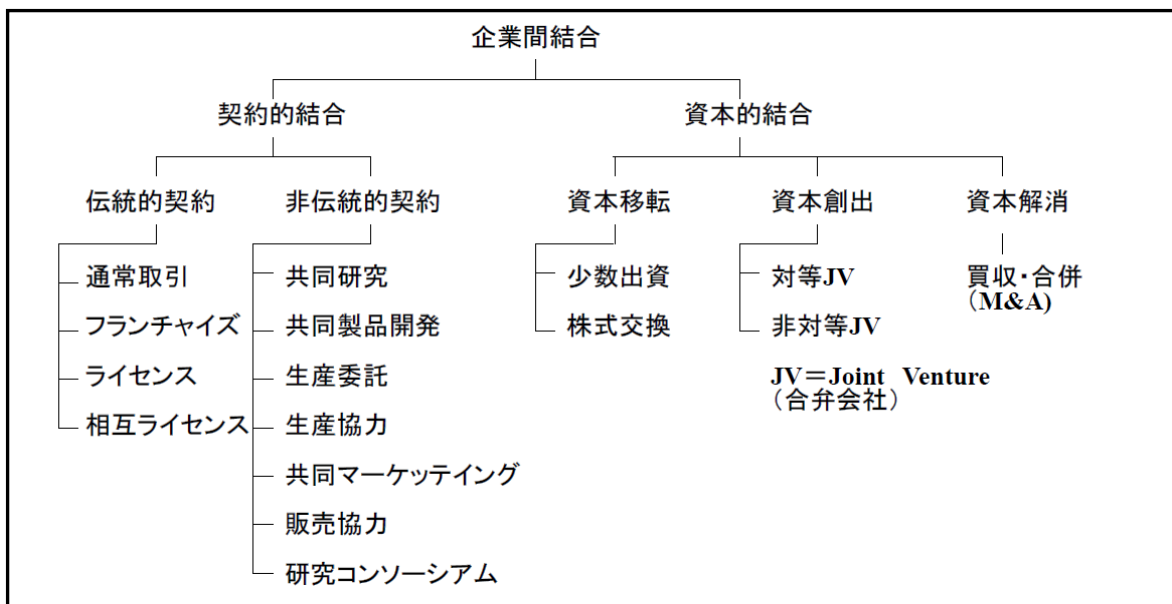 企業間結合
契約的結合
資本的結合
伝統的契約
非伝統的契約
資本移転
資本創出
資本解消
通常取引
フランチャイズ
ライセンス
相互ライセンス
共同研究
共同製品開発
生産委託
生産協力
共同マーケッテイング
販売協力
研究コンソーシアム
少数出資
株式交換
対等JV
非対等JV
JV＝Joint Venture
（合弁会社）
買収・合併
（M&A)